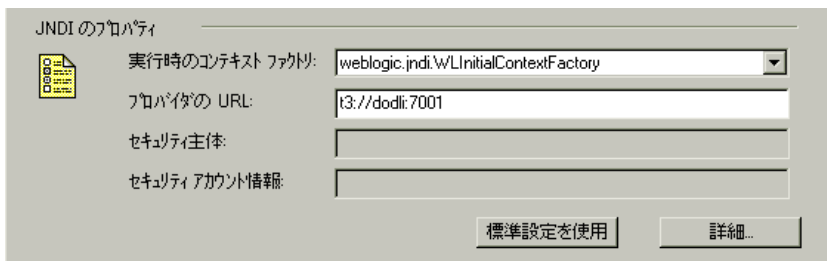 JNDI のﾌﾟﾛﾊﾟﾃｨ
実行時のｺﾝﾃｷｽﾄ ﾌｧｸﾄﾘ: weblogic.jndi.WLInitialContextFactory
ﾌﾟﾛﾊﾞｲﾀﾞの URL: t3://dodli:7001
ｾｷｭﾘﾃｨ主体:
ｾｷｭﾘﾃｨ ｱｶｳﾝﾄ情報:
標準設定を使用 詳細...